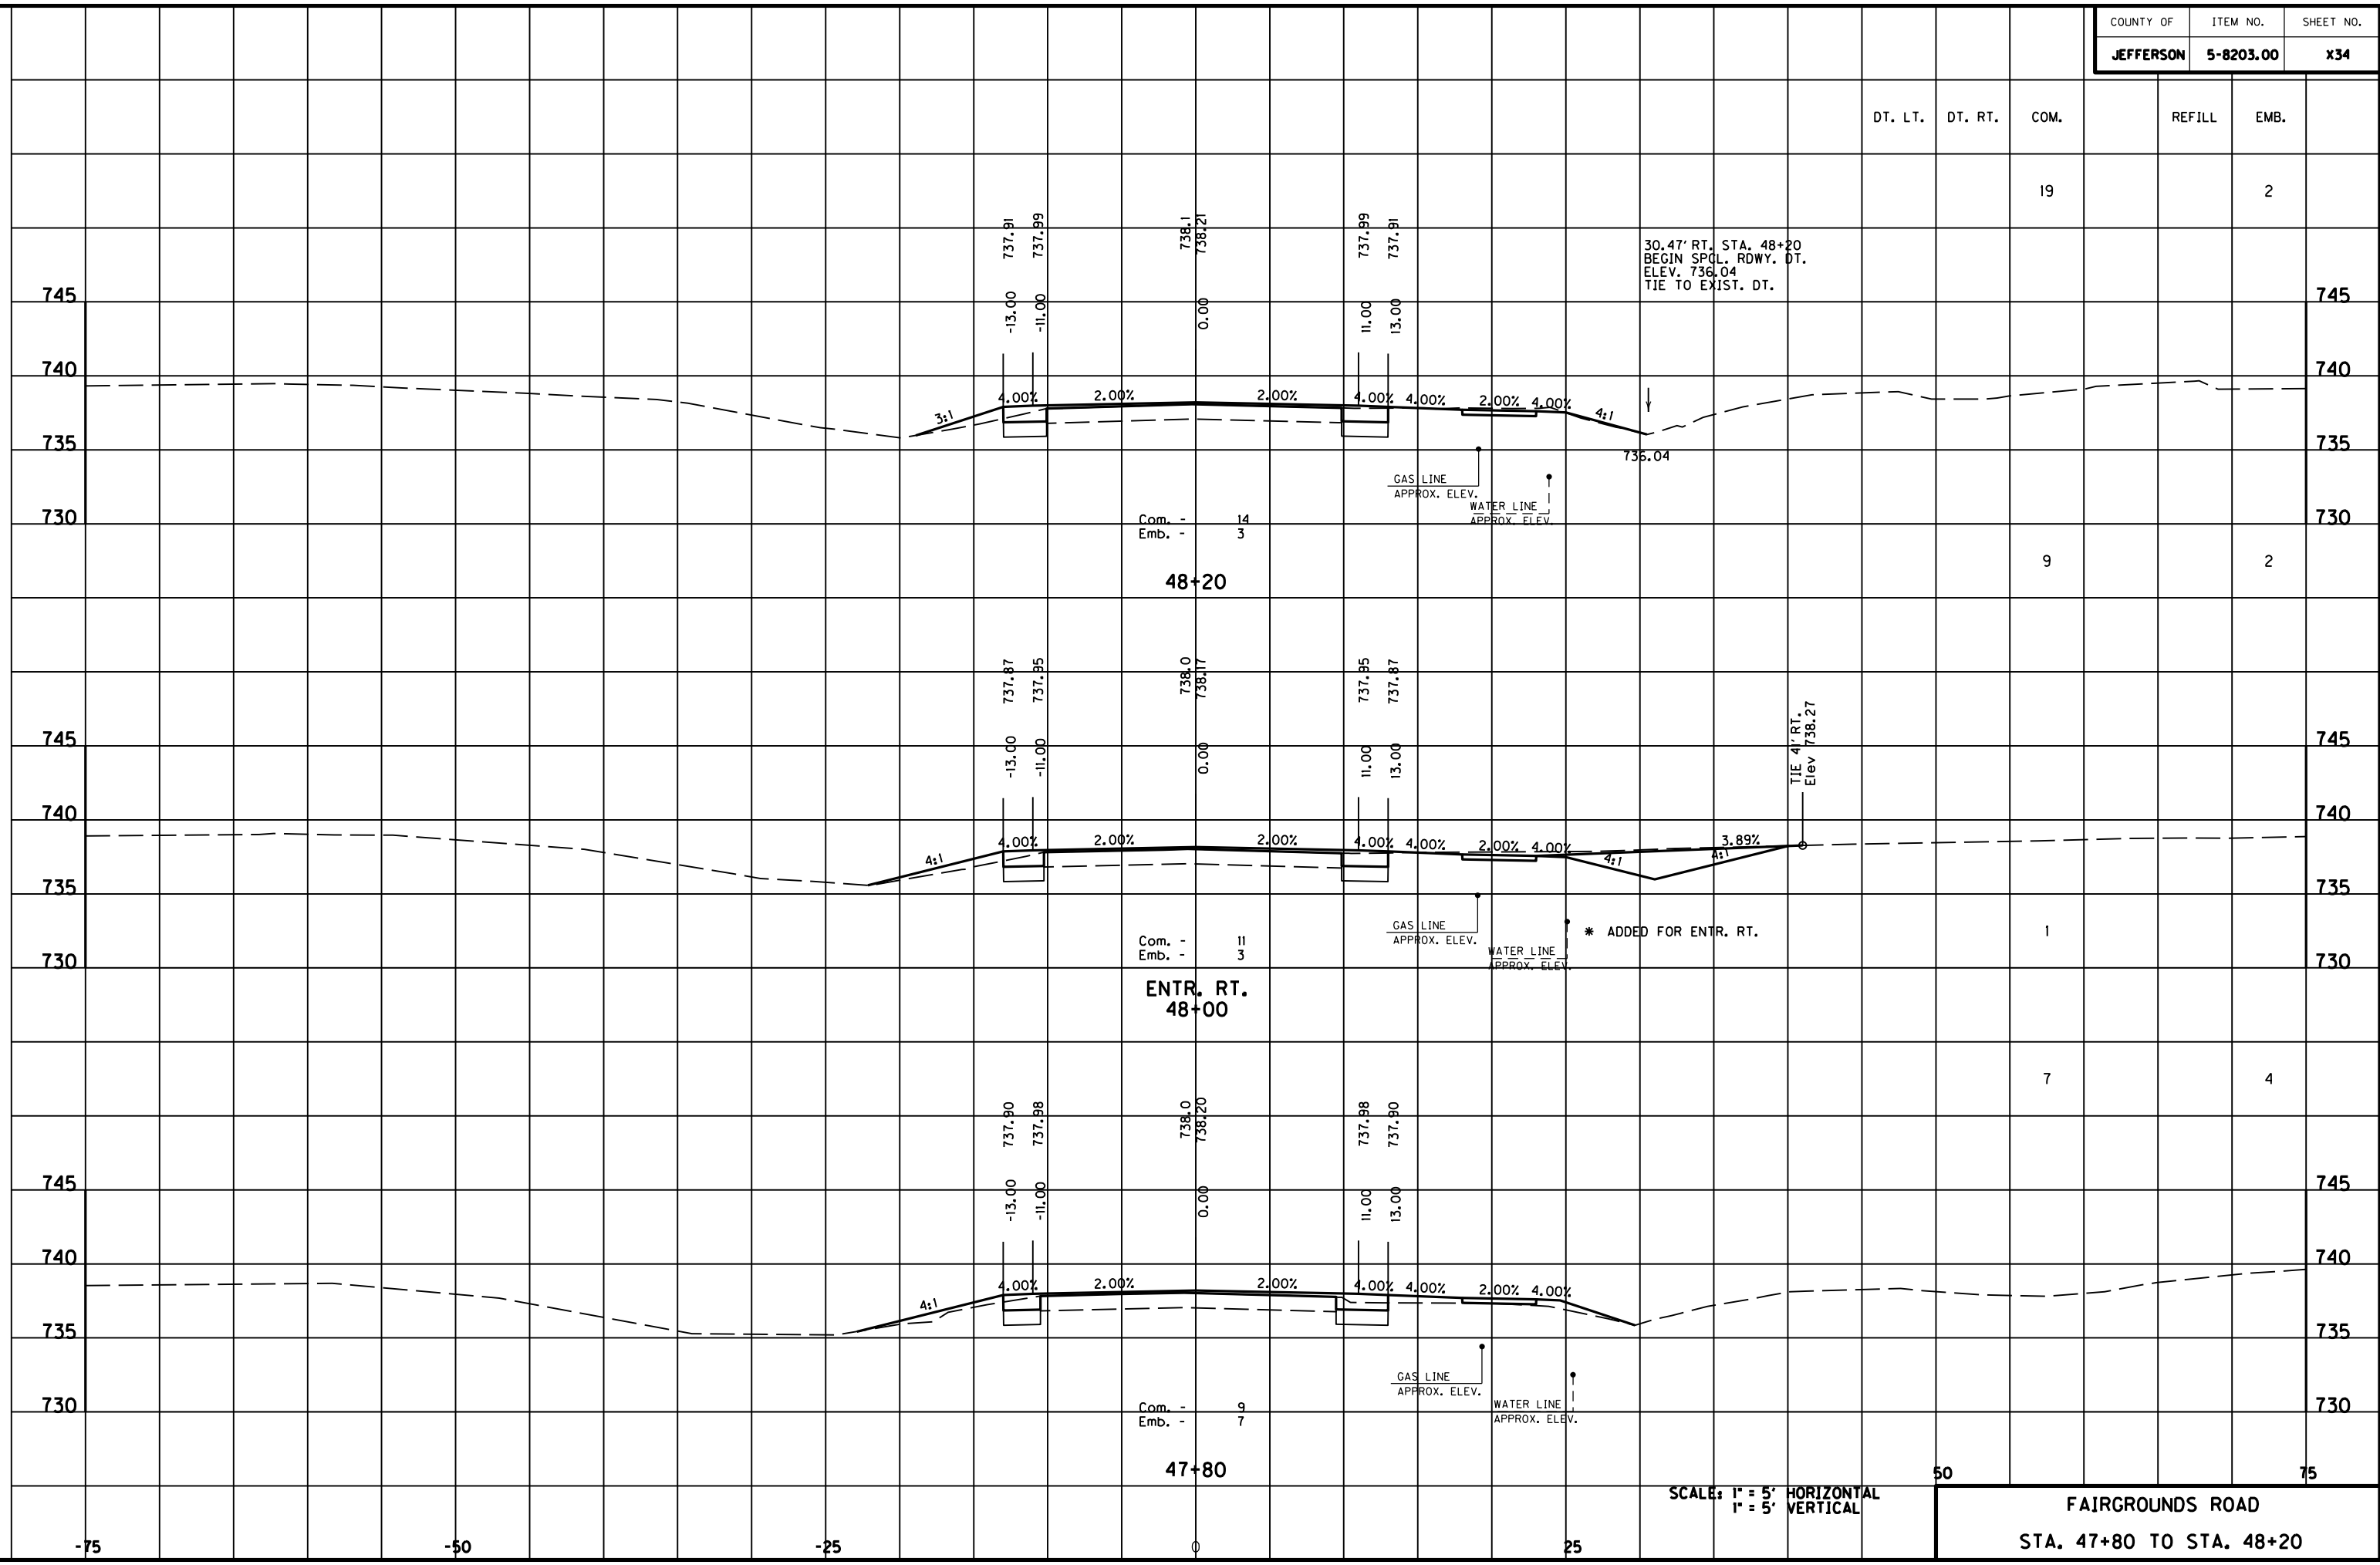 COUNTY OF ITEM NO. SHEET NO.
JEFFERSON 5-8203.00 X34
DT. LT. DT. RT. COM. REFILL EMB.
19 2
737.91 737.99 738.1 738.21 737.99 737.91
30.47' RT. STA. 48+20
BEGIN SPCL. RDWY. DT.
ELEV. 736.04
TIE TO EXIST. DT.
-13.00 -11.00 0.00 11.00 13.00
745 745
740 740
3:1 4.00% 2.00% 2.00% 4.00% 4.00% 2.00% 4.00% 4:1
735 735
736.04
GAS LINE
APPROX. ELEV.
WATER LINE
APPROX. ELEV.
730 730
Com. - 14
Emb. - 3
9 2
48+20
737.87 737.95 738.0 738.17 737.95 737.87
TIE 41' RT.
Elev 738.27
-13.00 -11.00 0.00 11.00 13.00
745 745
740 740
4:1 4.00% 2.00% 2.00% 4.00% 4.00% 2.00% 4.00% 4:1 3.89% 4:1
735 735
GAS LINE
APPROX. ELEV.
WATER LINE
APPROX. ELEV.
* ADDED FOR ENTR. RT.
1
Com. - 11
Emb. - 3
730 730
ENTR. RT.
48+00
7 4
737.90 737.98 738.0 738.20 737.98 737.90
-13.00 -11.00 0.00 11.00 13.00
745 745
740 740
4:1 4.00% 2.00% 2.00% 4.00% 4.00% 2.00% 4.00%
735 735
GAS LINE
APPROX. ELEV.
WATER LINE
APPROX. ELEV.
730 730
Com. - 9
Emb. - 7
47+80
50 75
SCALE: 1" = 5' HORIZONTAL
1" = 5' VERTICAL
FAIRGROUNDS ROAD
STA. 47+80 TO STA. 48+20
-75 -50 -25 0 25